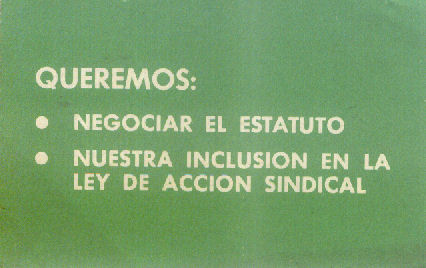 QUEREMOS:
● NEGOCIAR EL ESTATUTO
● NUESTRA INCLUSION EN LA
LEY DE ACCION SINDICAL